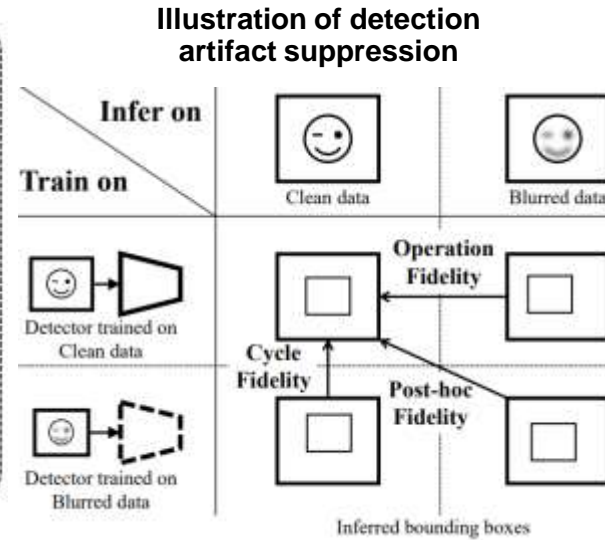 Illustration of detection
artifact suppression
Infer on
Train on
Clean data
Blurred data
Operation
Fidelity
Detector trained on
Clean data
Cycle
Fidelity
Post-hoc
Fidelity
Detector trained on
Blurred data
Inferred bounding boxes